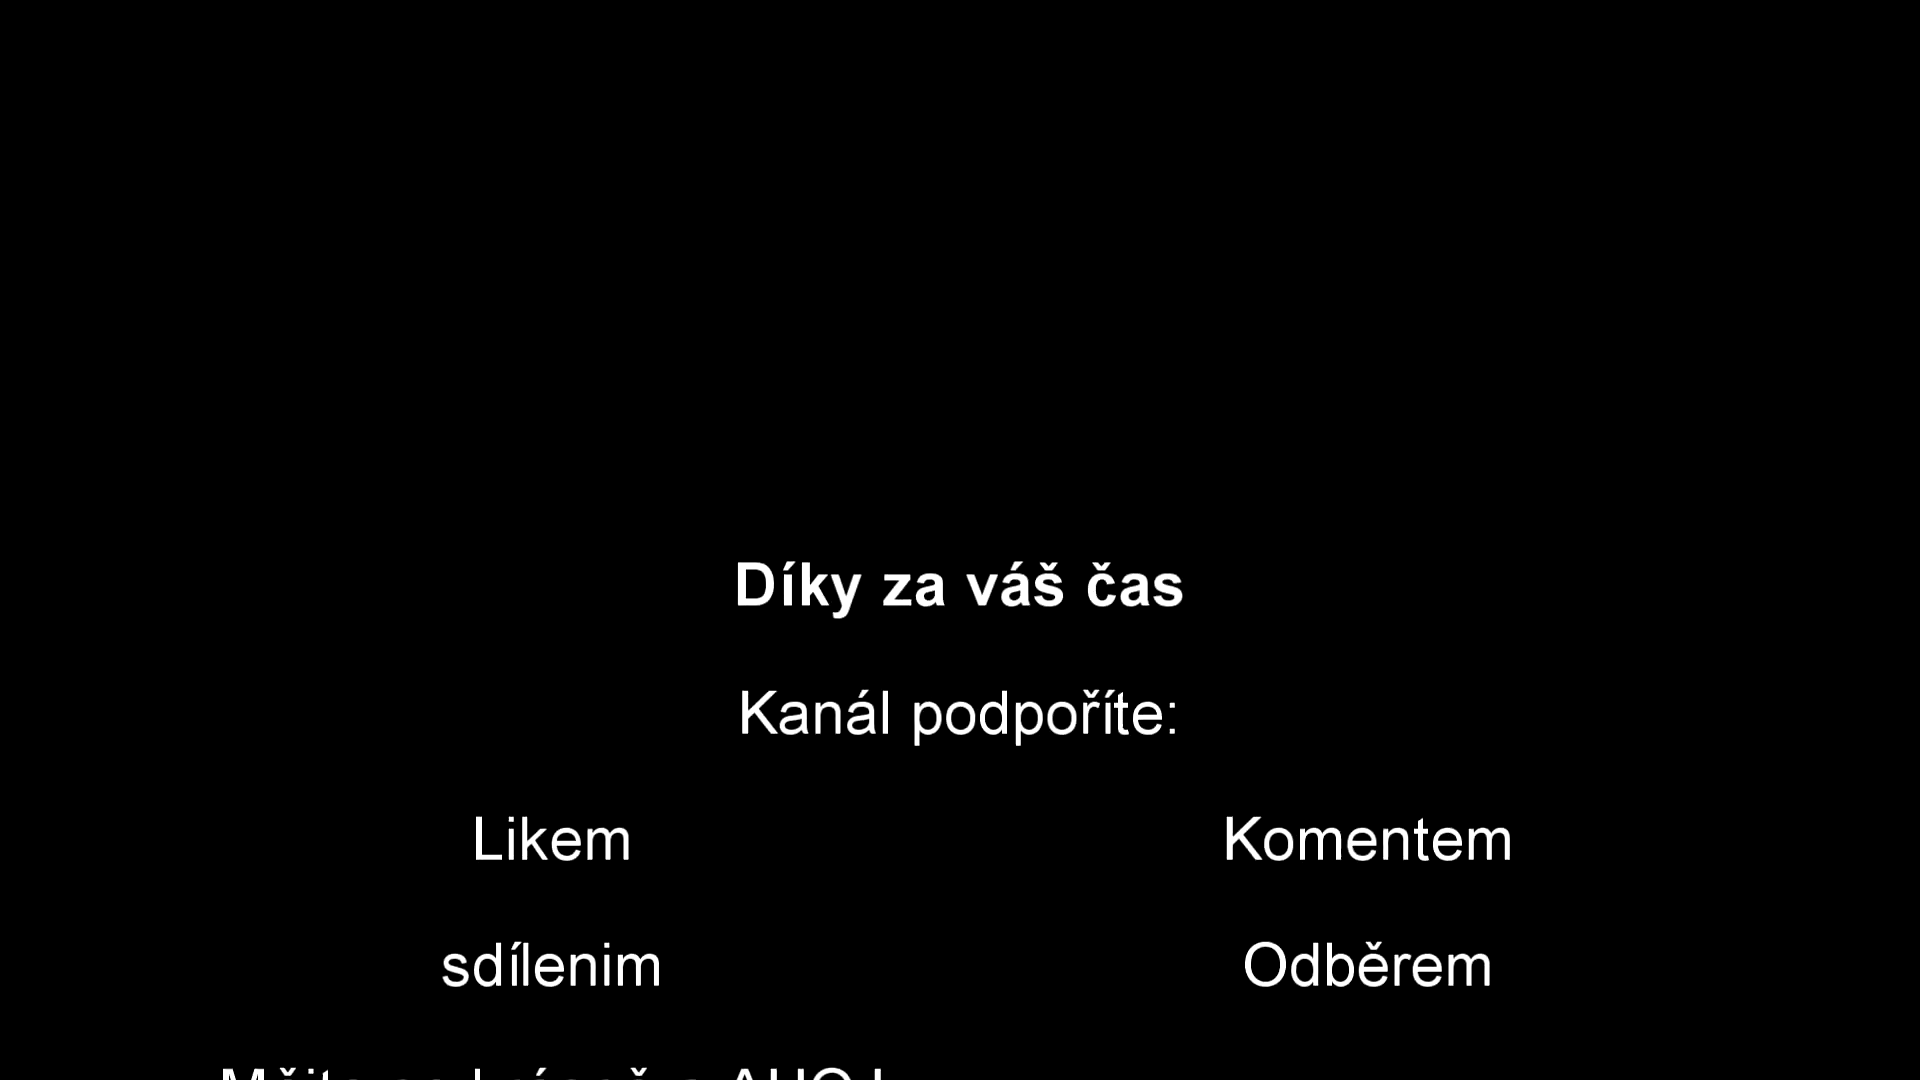 Díky za váš čas
Kanál podpoříte:
Likem Komentem
sdílenim Odběrem